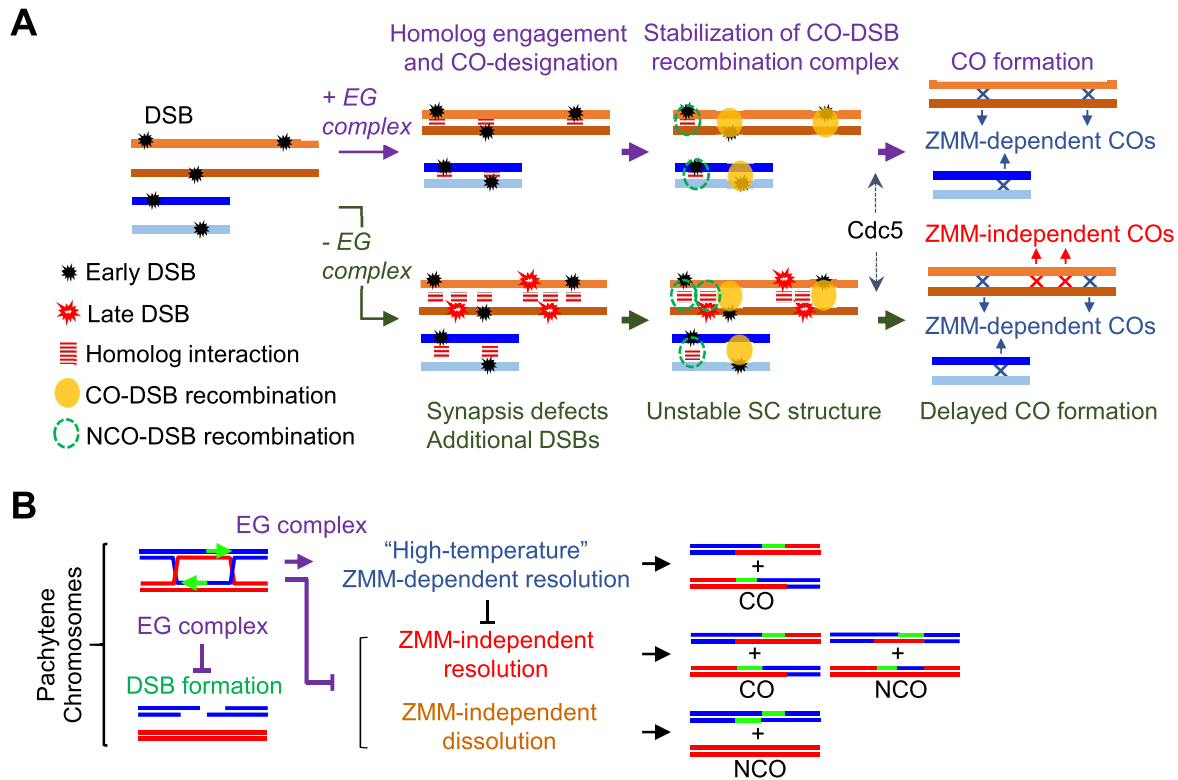 A
Homolog engagement
and CO-designation
Stabilization of CO-DSB
recombination complex
CO formation
DSB
+ EG
complex
ZMM-dependent COs
- EG
complex
Cdc5
ZMM-independent COs
ZMM-dependent COs
Early DSB
Late DSB
Homolog interaction
CO-DSB recombination
NCO-DSB recombination
Synapsis defects
Additional DSBs
Unstable SC structure
Delayed CO formation
B
Pachytene
Chromosomes
EG complex
EG complex
DSB formation
“High-temperature”
ZMM-dependent resolution
+
CO
ZMM-independent
resolution
+
CO
+
NCO
ZMM-independent
dissolution
+
NCO